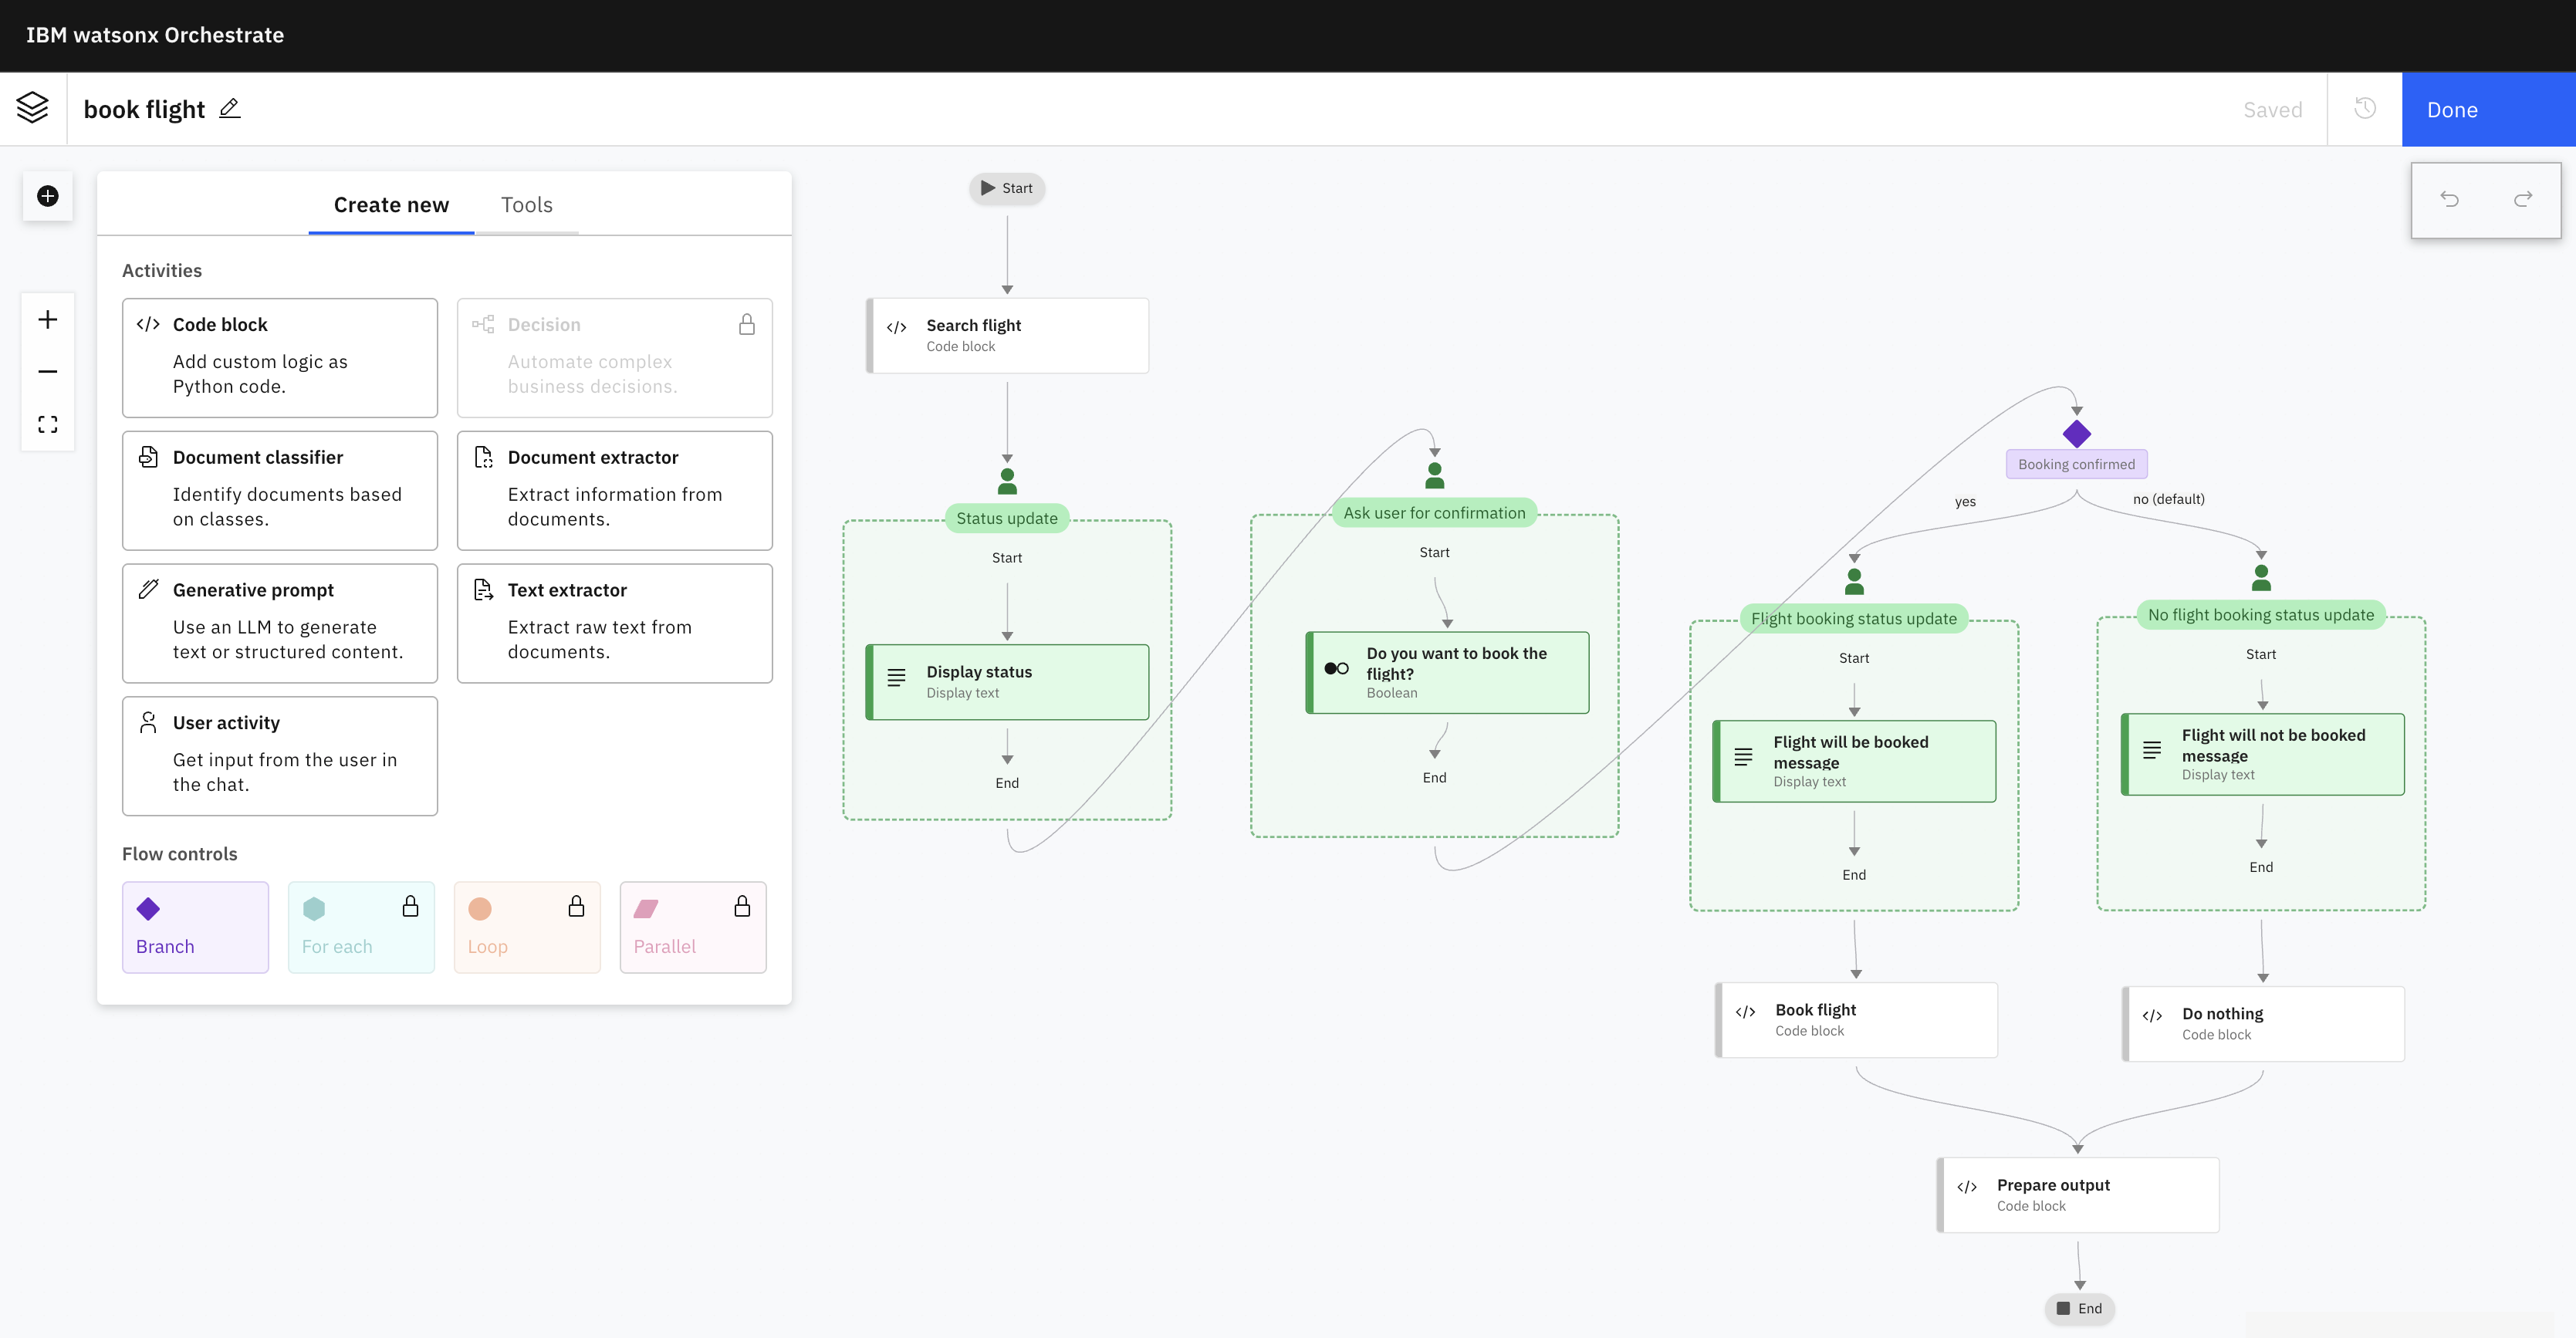 IBM watsonx Orchestrate
book flight
Saved
Done
Create new
Tools
Activities
Code block
Add custom logic as
Python code.
Decision
Automate complex
business decisions.
Document classifier
Identify documents based
on classes.
Document extractor
Extract information from
documents.
Generative prompt
Use an LLM to generate
text or structured content.
Text extractor
Extract raw text from
documents.
User activity
Get input from the user in
the chat.
Flow controls
Branch
For each
Loop
Parallel
Start
Search flight
Code block
Status update
Start
Display status
Display text
End
Ask user for confirmation
Start
Do you want to book the
flight?
Boolean
End
Booking confirmed
yes
no (default)
Flight booking status update
Start
Flight will be booked
message
Display text
End
No flight booking status update
Start
Flight will not be booked
message
Display text
End
Book flight
Code block
Do nothing
Code block
Prepare output
Code block
End